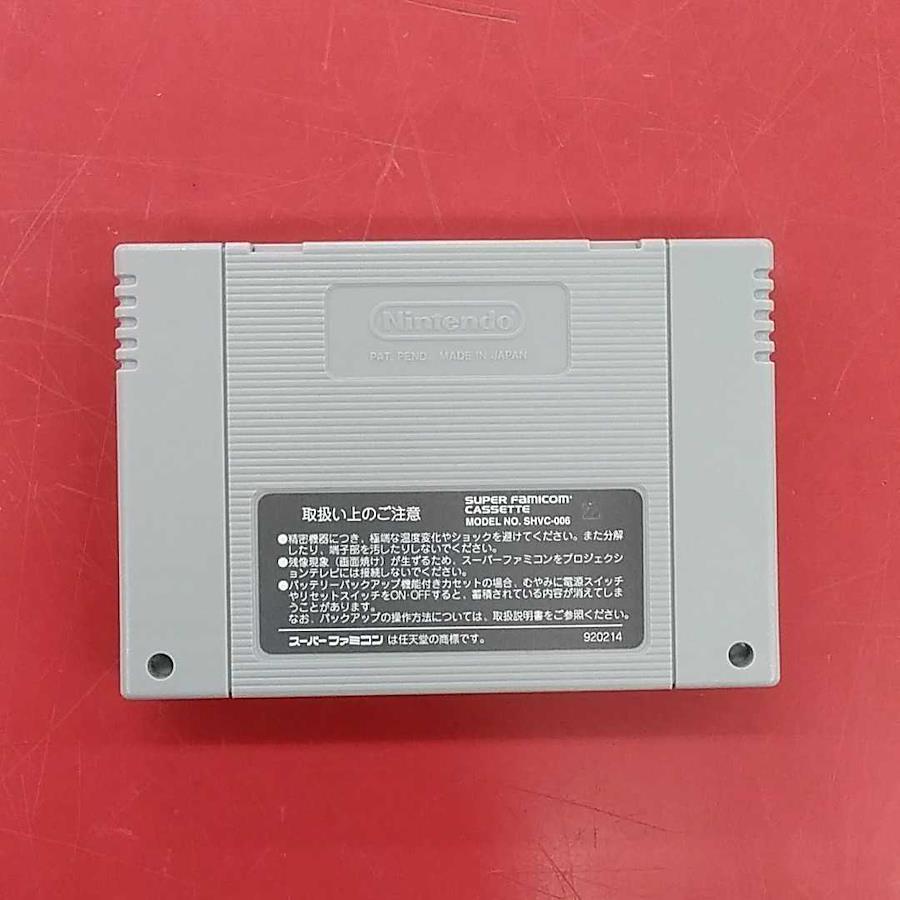 Nintendo
PAT. PEND. MADE IN JAPAN
取扱い上のご注意
SUPER FAMICOM
CASSETTE
MODEL NO. SHVC-006
●精密機器につき、極端な温度変化やショックを避けてください。また分解
したり、端子部を汚したりしないでください。
●残像現象（画面焼け）が生ずるため、スーパーファミコンをプロジェクシ
ョンテレビには接続しないでください。
●バッテリーバックアップ機能付きカセットの場合、むやみに電源スイッチ
やリセットスイッチをON・OFFすると、蓄積されている内容が消えてしま
うことがあります。
なお、バックアップの操作方法については、取扱説明書をご参照ください。
スーパーファミコン は任天堂の商標です。
920214